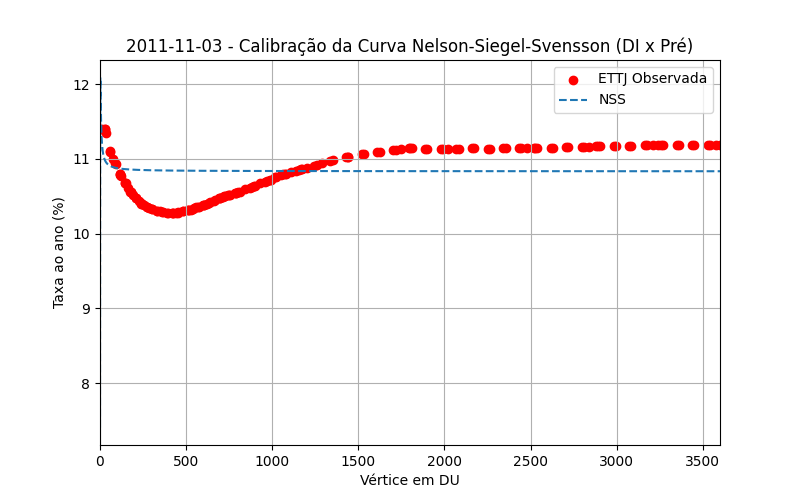 2011-11-03 - Calibração da Curva Nelson-Siegel-Svensson (DI x Pré)
ETTJ Observada
NSS
Taxa ao ano (%)
12
11
10
9
8
0 500 1000 1500 2000 2500 3000 3500
Vértice em DU